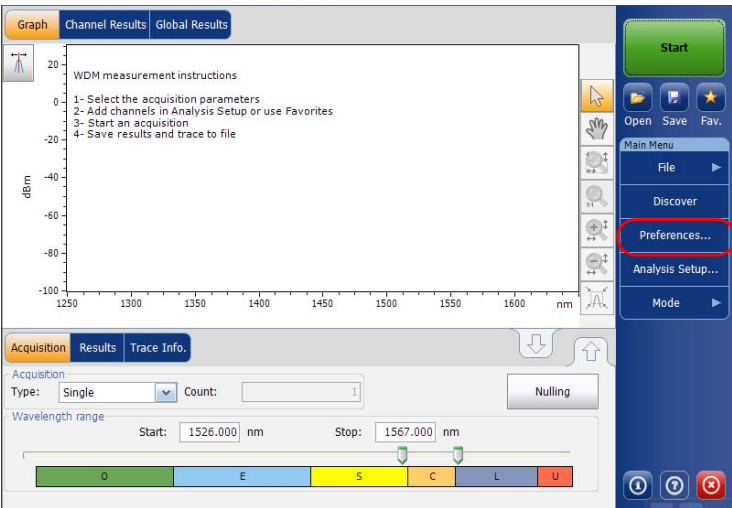 Graph Channel Results Global Results
Start
WDM measurement instructions
1- Select the acquisition parameters
2- Add channels in Analysis Setup or use Favorites
3- Start an acquisition
4- Save results and trace to file
20
0
-20
-40
-60
-80
-100
dBm
1250 1300 1350 1400 1450 1500 1550 1600 nm
1:1
Open Save Fav.
Main Menu
File
Discover
Preferences...
Analysis Setup...
Mode
Acquisition Results Trace Info.
Acquisition
Type: Single Count: 1
Nulling
Wavelength range
Start: 1526.000 nm Stop: 1567.000 nm
O E S C L U